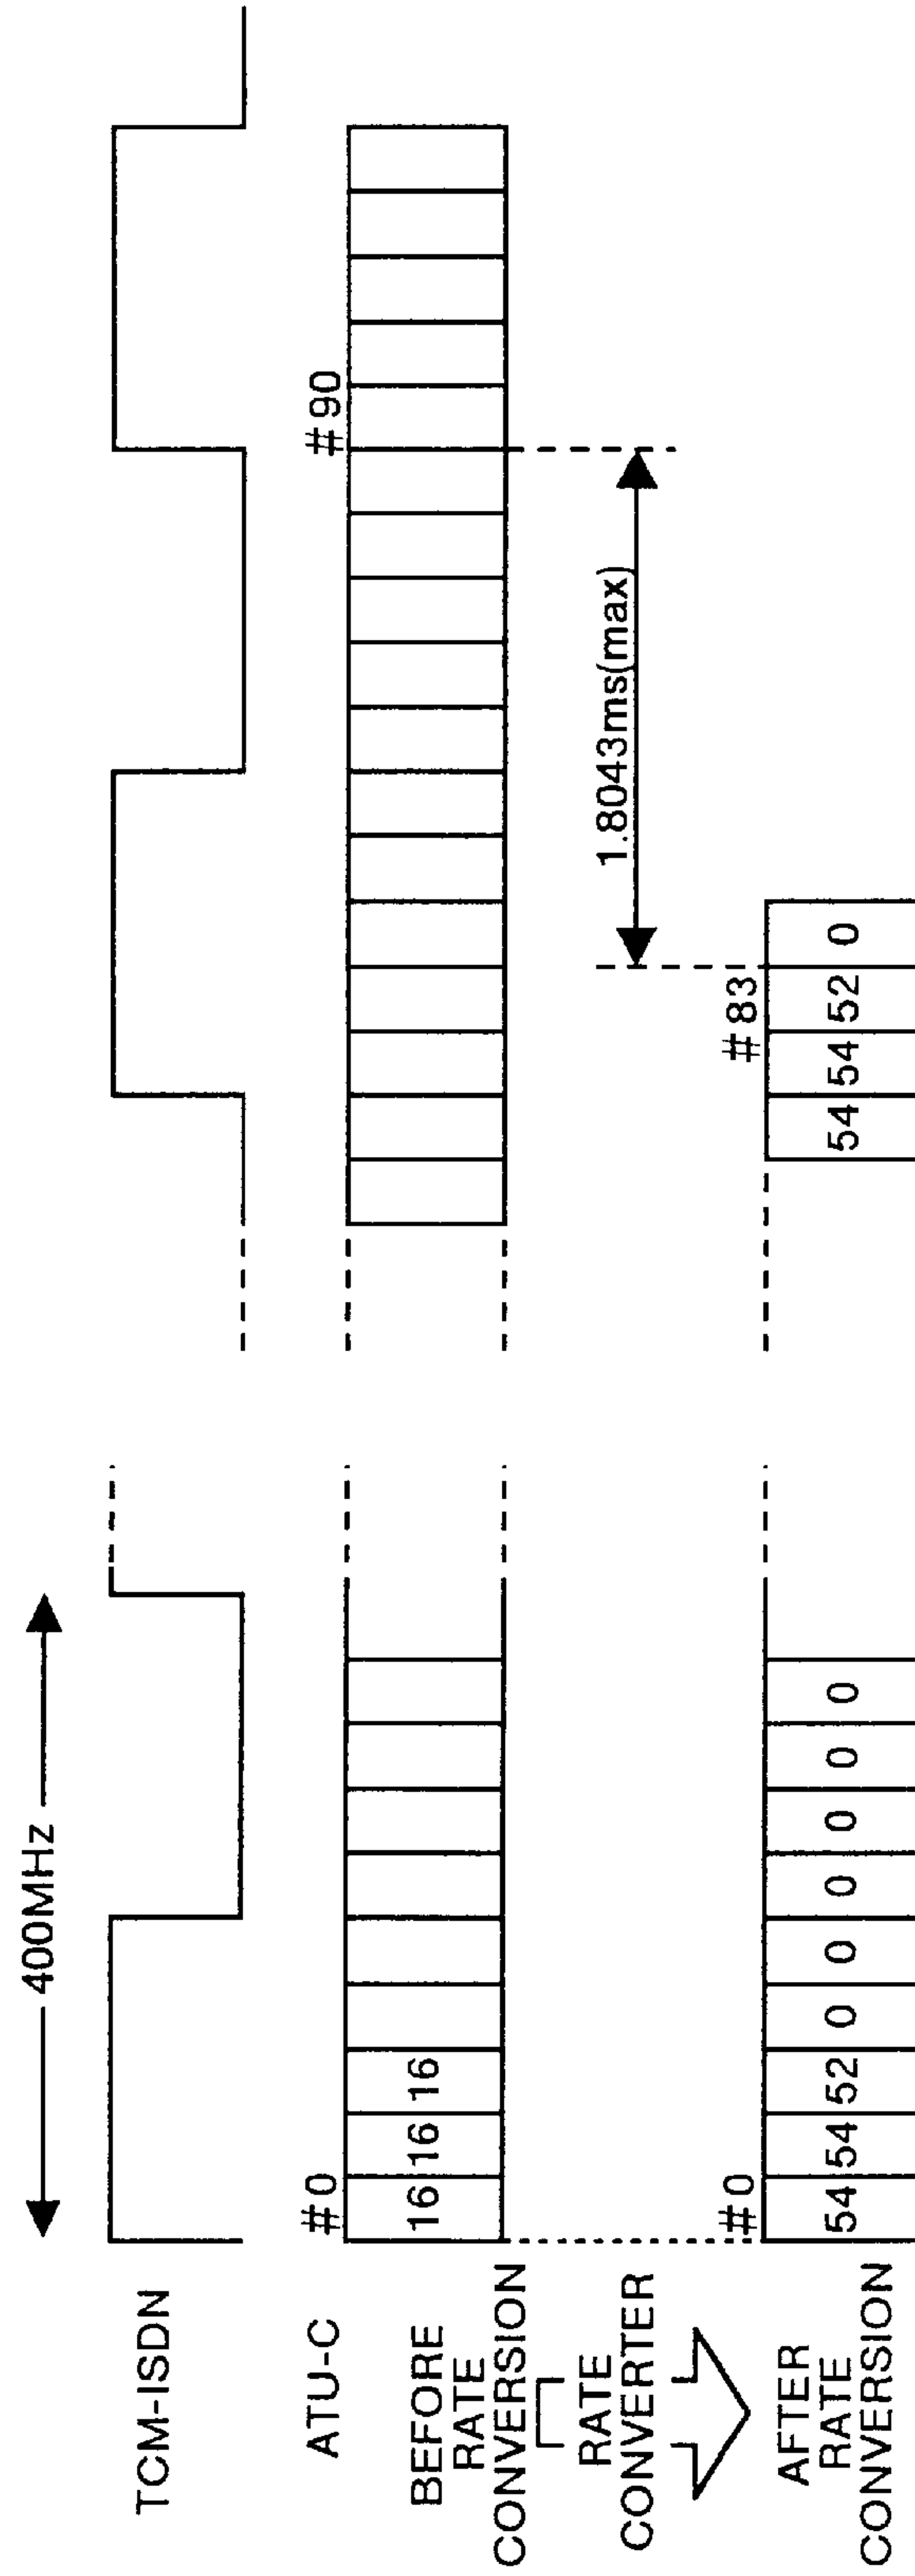 400MHz
TCM-ISDN
ATU-C
#0
#90
BEFORE
RATE
CONVERSION
16 16 16
RATE
CONVERTER
1.8043ms(max)
#0
#83
AFTER
RATE
CONVERSION
54 54 52 0 0 0 0 0 0
54 54 52 0